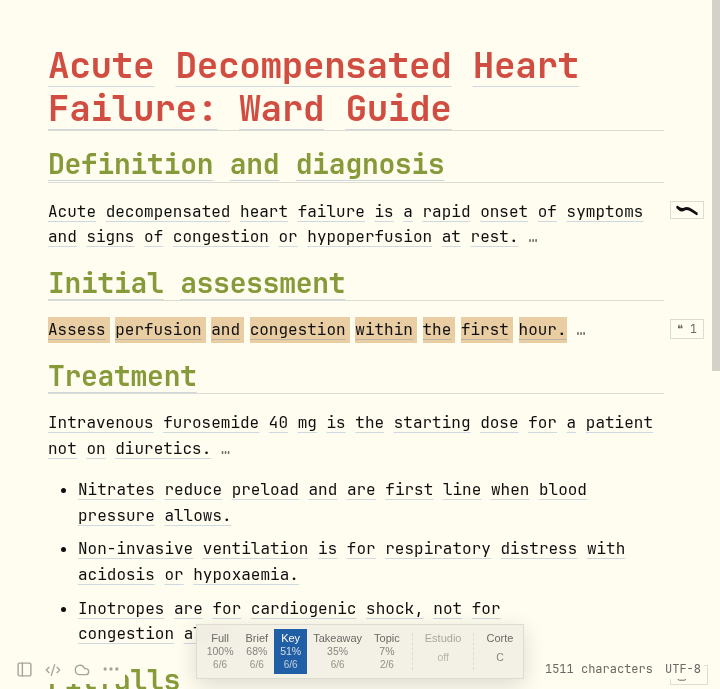 Acute Decompensated Heart
Failure: Ward Guide
Definition and diagnosis
Acute decompensated heart failure is a rapid onset of symptoms
and signs of congestion or hypoperfusion at rest. …
Initial assessment
Assess perfusion and congestion within the first hour. …
❝ 1
Treatment
Intravenous furosemide 40 mg is the starting dose for a patient
not on diuretics. …
• Nitrates reduce preload and are first line when blood
pressure allows.
• Non-invasive ventilation is for respiratory distress with
acidosis or hypoxaemia.
• Inotropes are for cardiogenic shock, not for
congestion
Full Brief Key Takeaway Topic Estudio Corte
100% 68% 51% 35% 7% off C
6/6 6/6 6/6 6/6 2/6
1511 characters UTF-8